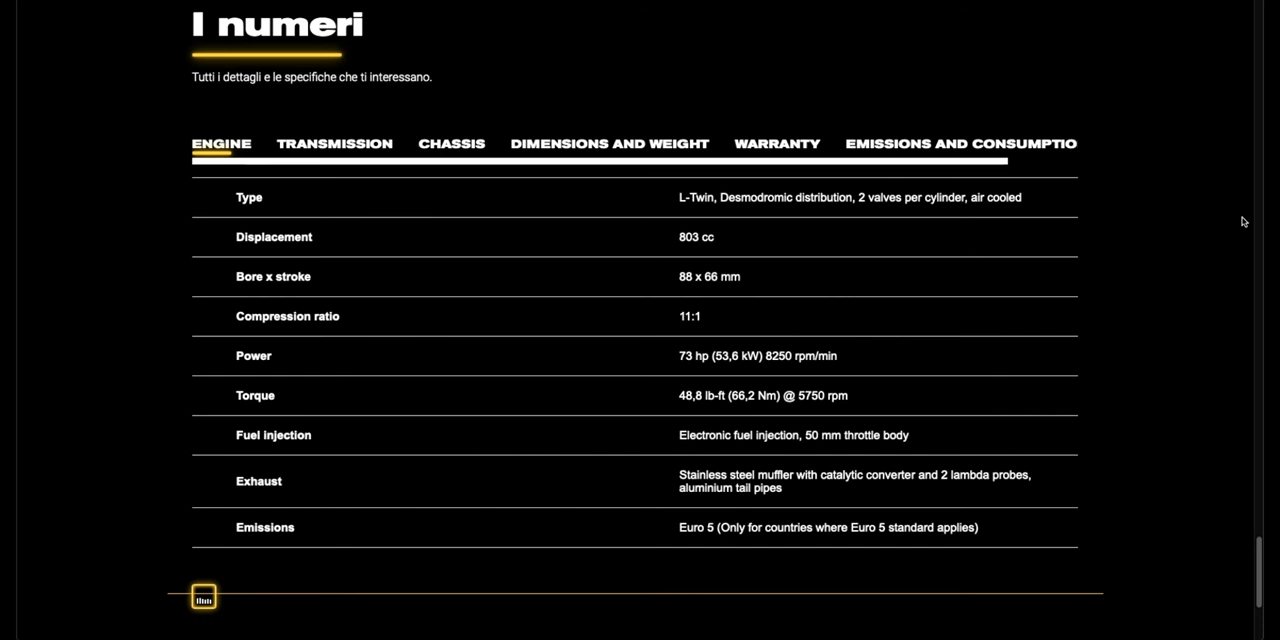 I numeri
Tutti i dettagli e le specifiche che ti interessano.
ENGINE TRANSMISSION CHASSIS DIMENSIONS AND WEIGHT WARRANTY EMISSIONS AND CONSUMPTIO
Type L-Twin, Desmodromic distribution, 2 valves per cylinder, air cooled
Displacement 803 cc
Bore x stroke 88 x 66 mm
Compression ratio 11:1
Power 73 hp (53,6 kW) 8250 rpm/min
Torque 48,8 lb-ft (66,2 Nm) @ 5750 rpm
Fuel injection Electronic fuel injection, 50 mm throttle body
Exhaust Stainless steel muffler with catalytic converter and 2 lambda probes,
aluminium tail pipes
Emissions Euro 5 (Only for countries where Euro 5 standard applies)